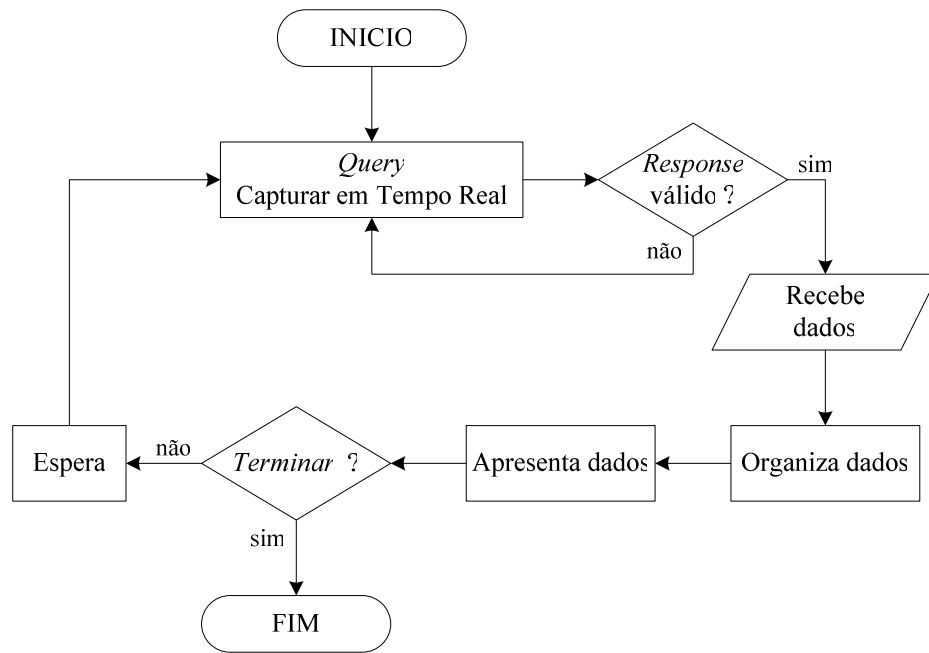 INICIO
Query
Capturar em Tempo Real
Response
válido ?
sim
não
Recebe
dados
Organiza dados
Apresenta dados
Terminar ?
não
Espera
sim
FIM